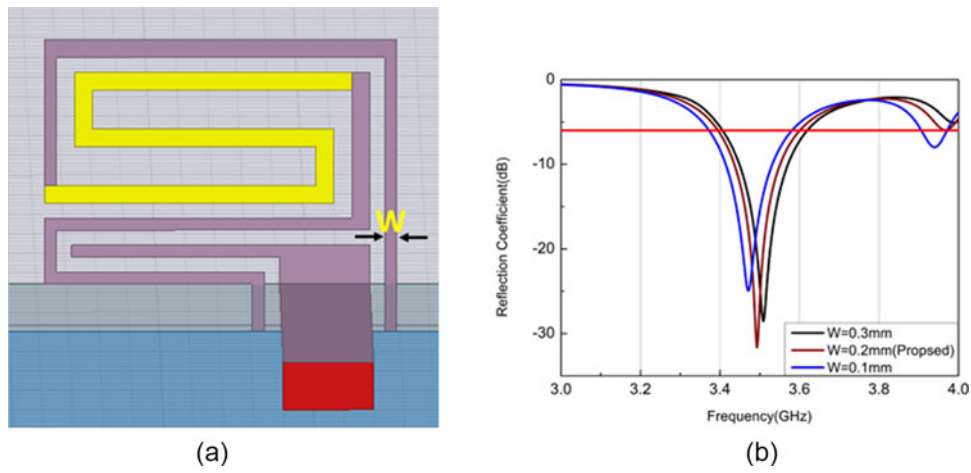 W
(a)
Reflection Coefficient(dB)
0
-10
-20
-30
3.0 3.2 3.4 3.6 3.8 4.0
Frequency(GHz)
W=0.3mm
W=0.2mm(Propsed)
W=0.1mm
(b)